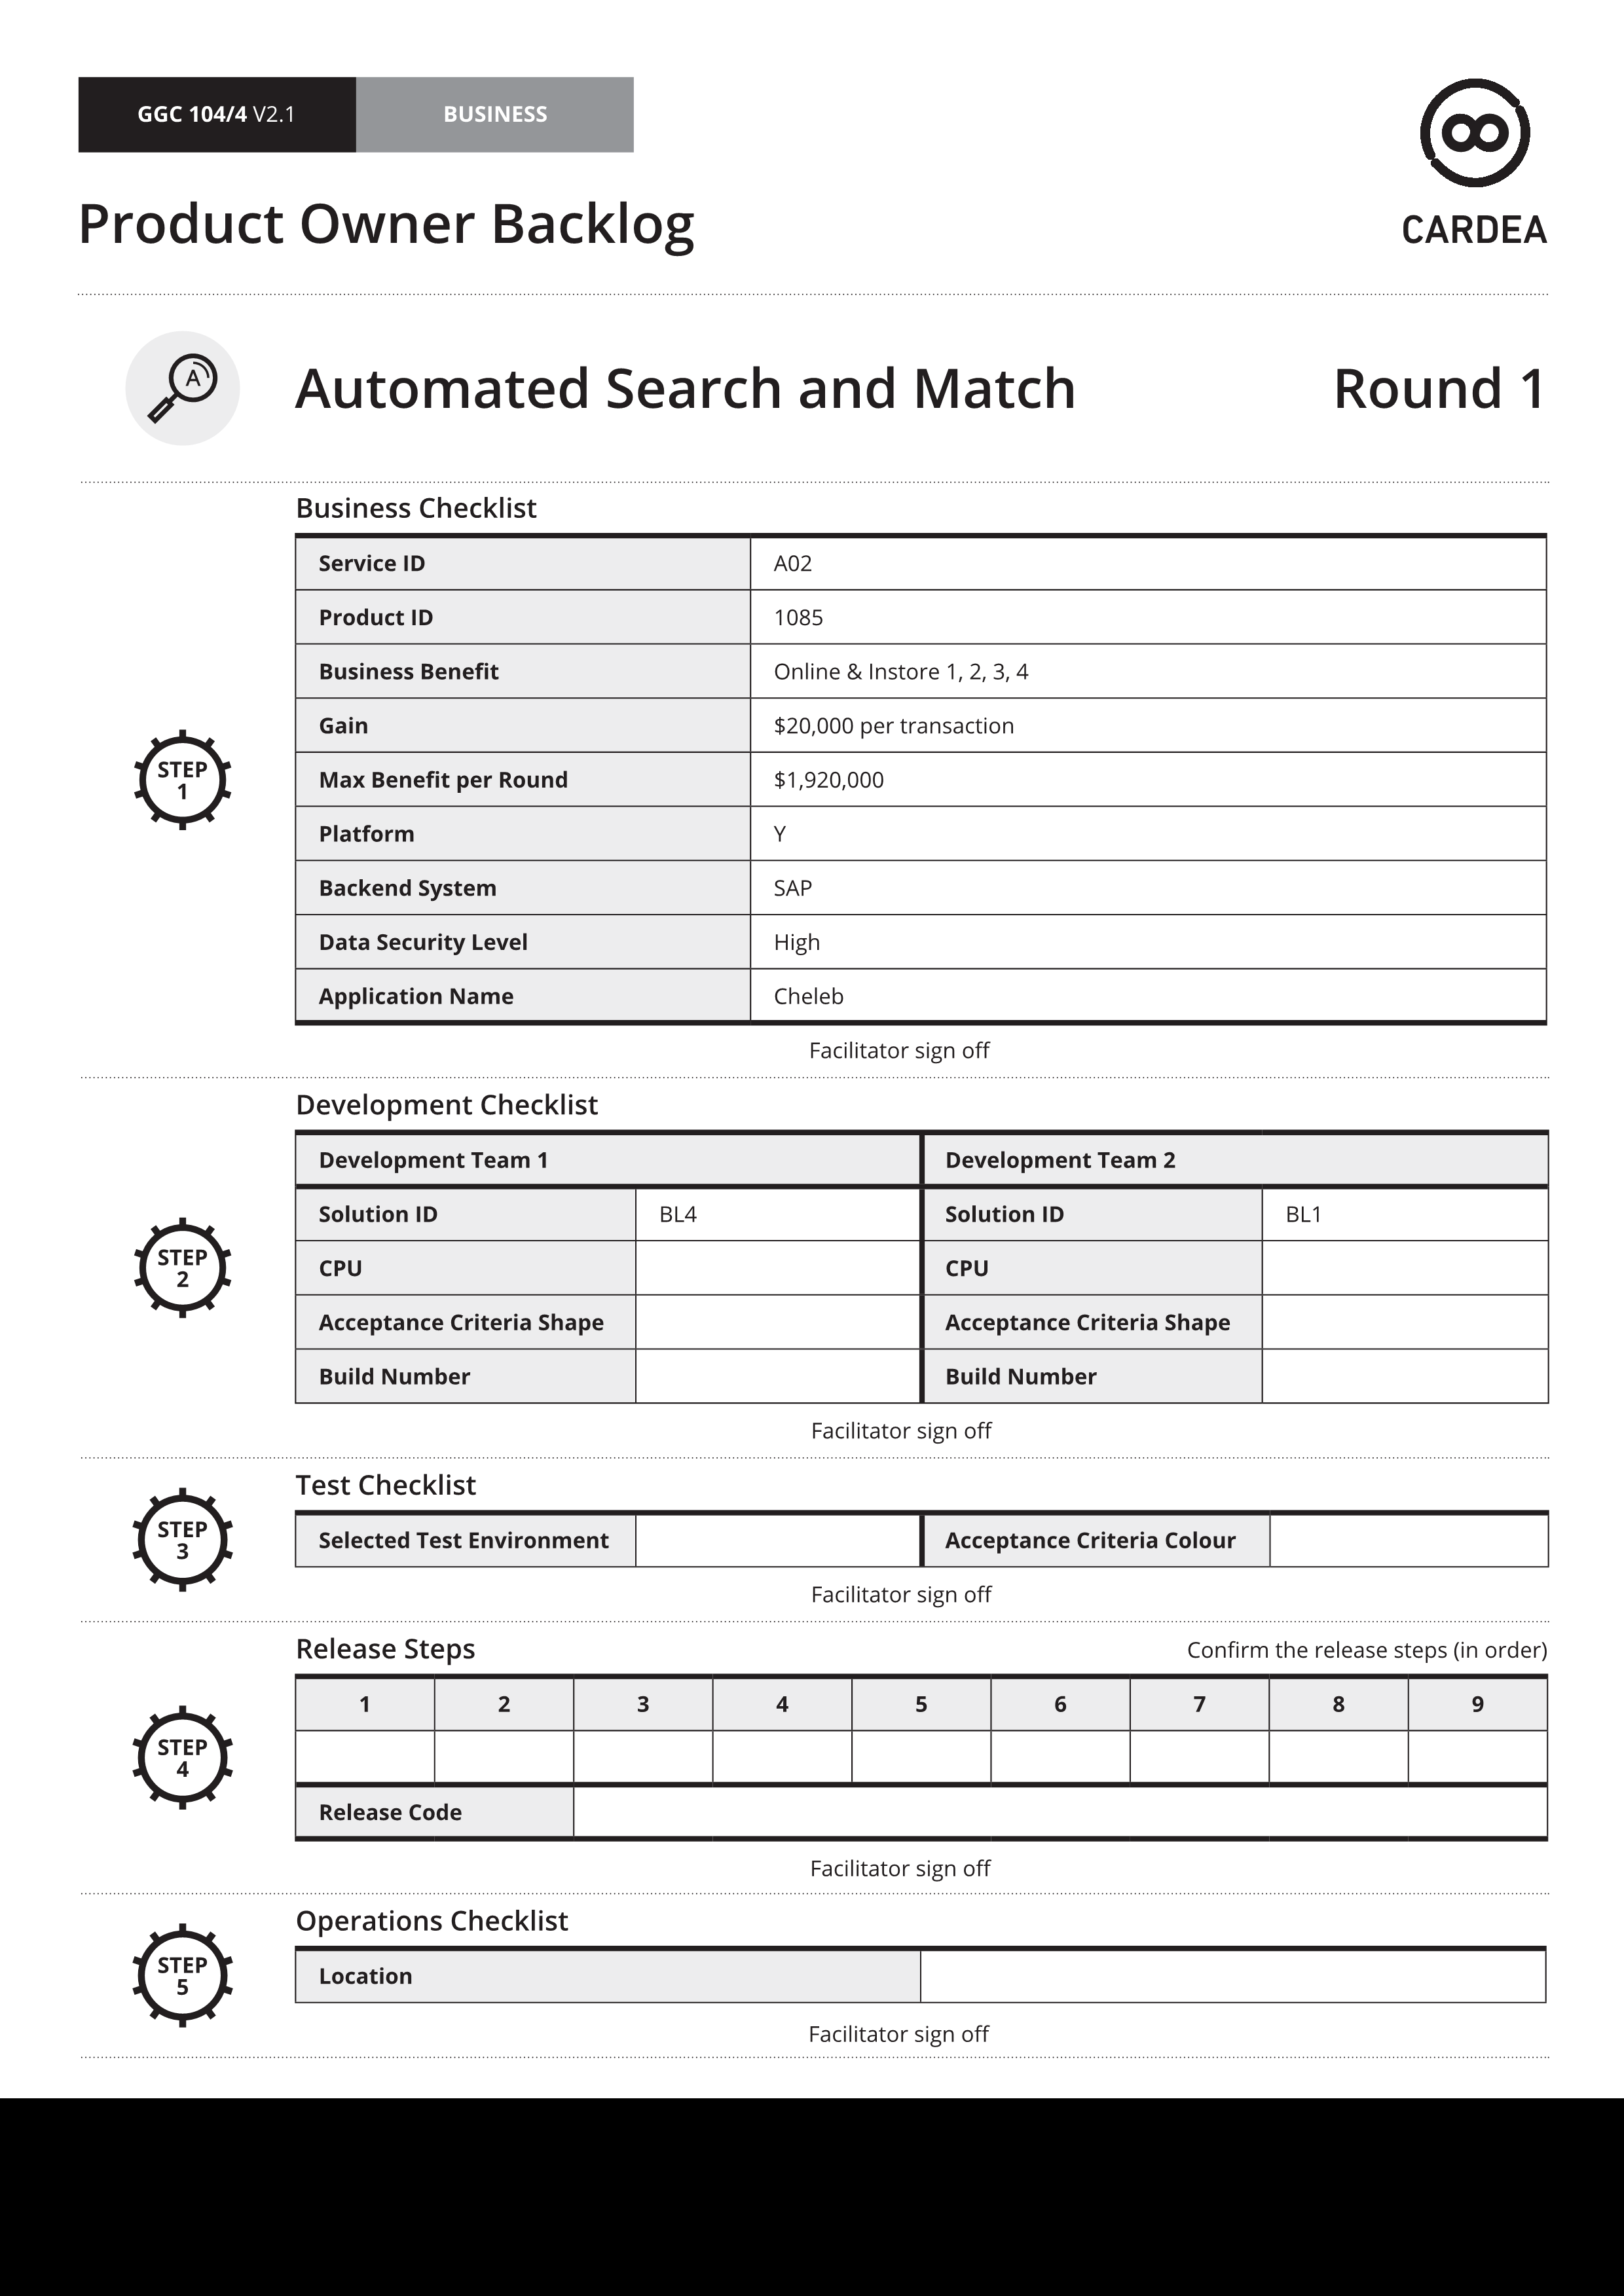 GGC 104/4 V2.1 BUSINESS
CARDEA
Product Owner Backlog
A
Automated Search and Match Round 1
Business Checklist
Service ID A02
Product ID 1085
Business Benefit Online & Instore 1, 2, 3, 4
Gain $20,000 per transaction
Max Benefit per Round $1,920,000
Platform Y
Backend System SAP
Data Security Level High
Application Name Cheleb
STEP
1
Facilitator sign off
Development Checklist
Development Team 1 Development Team 2
Solution ID BL4 Solution ID BL1
CPU CPU
Acceptance Criteria Shape Acceptance Criteria Shape
Build Number Build Number
STEP
2
Facilitator sign off
Test Checklist
Selected Test Environment Acceptance Criteria Colour
STEP
3
Facilitator sign off
Release Steps Confirm the release steps (in order)
1 2 3 4 5 6 7 8 9
STEP
4
Release Code
Facilitator sign off
Operations Checklist
Location
STEP
5
Facilitator sign off